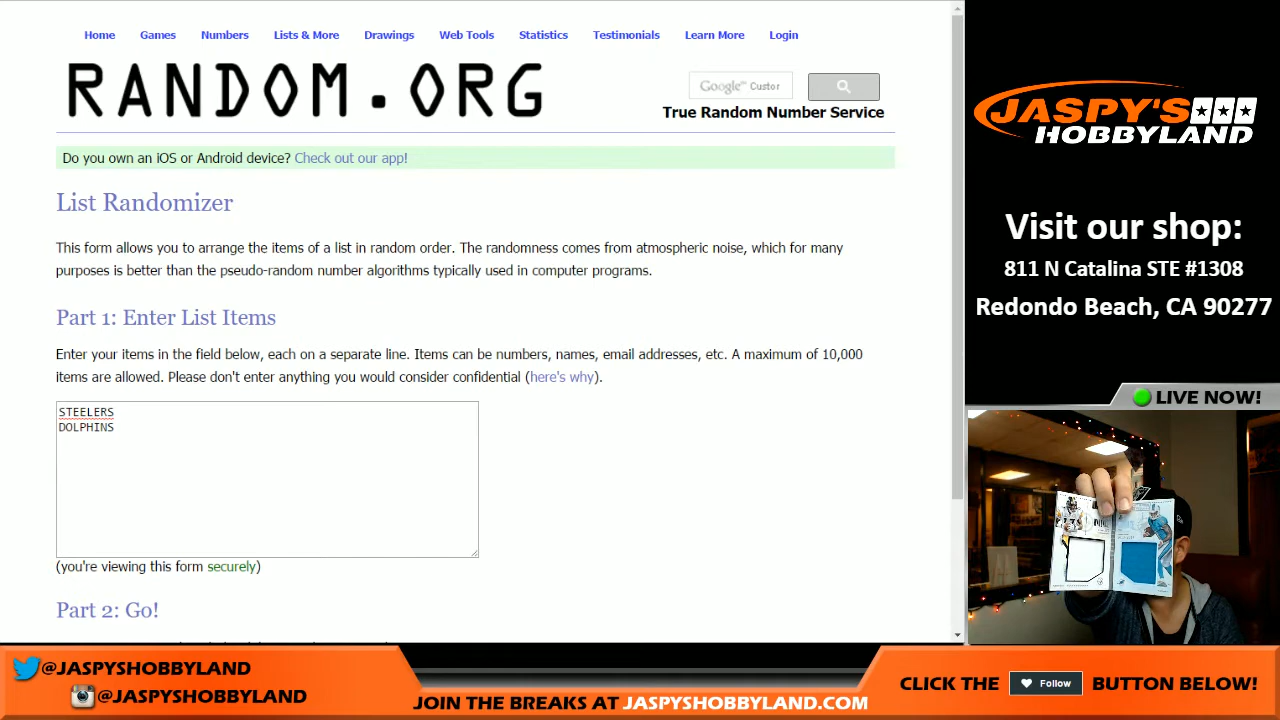 Home Games Numbers Lists & More Drawings Web Tools Statistics Testimonials Learn More Login
RANDOM.ORG
Google™ Custor
True Random Number Service
Do you own an iOS or Android device? Check out our app!
List Randomizer
This form allows you to arrange the items of a list in random order. The randomness comes from atmospheric noise, which for many
purposes is better than the pseudo-random number algorithms typically used in computer programs.
Part 1: Enter List Items
Enter your items in the field below, each on a separate line. Items can be numbers, names, email addresses, etc. A maximum of 10,000
items are allowed. Please don't enter anything you would consider confidential (here's why).
STEELERS
DOLPHINS
(you're viewing this form securely)
Part 2: Go!
JASPY'S
HOBBYLAND
Visit our shop:
811 N Catalina STE #1308
Redondo Beach, CA 90277
LIVE NOW!
@JASPYSHOBBYLAND
@JASPYSHOBBYLAND
JOIN THE BREAKS AT JASPYSHOBBYLAND.COM
CLICK THE Follow BUTTON BELOW!